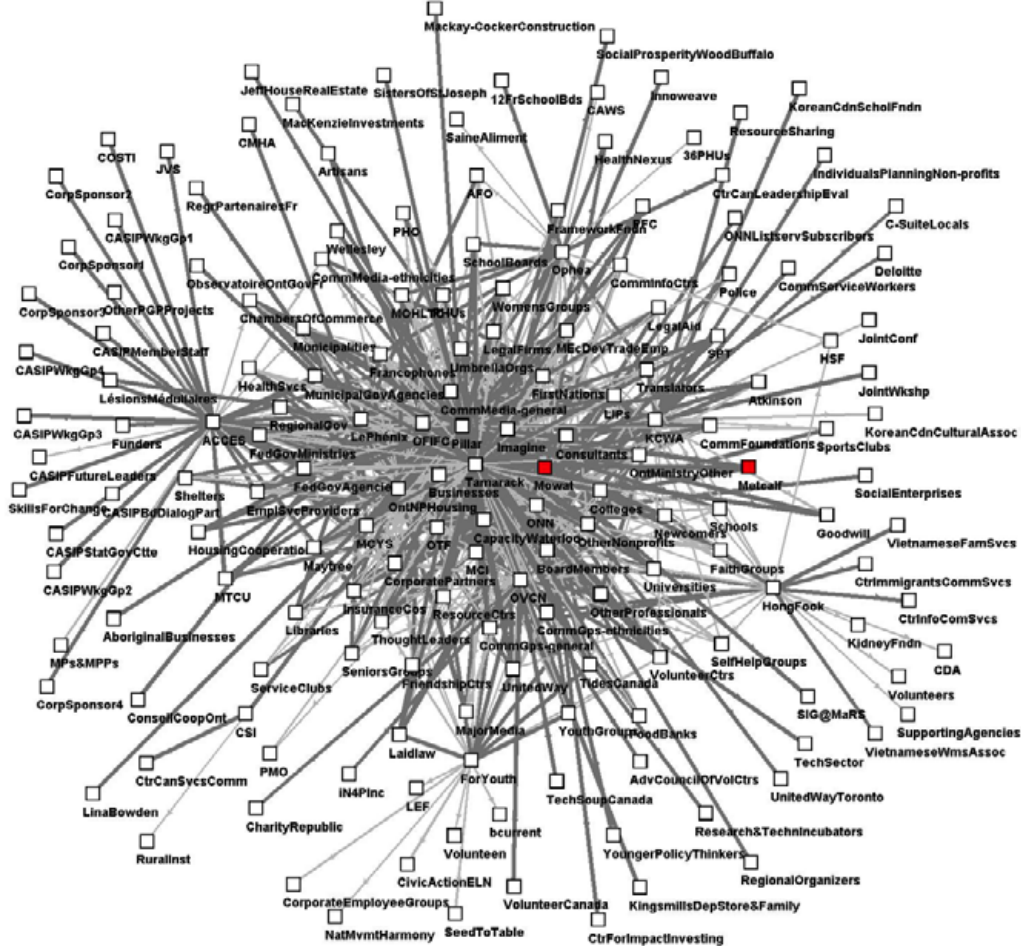 Mackay-CockerConstruction
SocialProsperityWoodBuffalo
JeffHouseRealEstate
SistersOfStJoseph
12FrSchoolBds
CAWS
Innoweave
KoreanCdnScholFndn
MacKenzieInvestments
SaineAliment
ResourceSharing
CMHA
HealthNexus
36PHUs
COSTI
JVS
Artisans
IndividualsPlanningNon-profits
CorpSponsor2
RegrPartenairesFr
AFO
CtrCanLeadershipEval
CASIPWkgGp1
PHO
FrameworkFndn
C-SuiteLocals
Wellesley
ONNListservSubscribers
CorpSponsor1
SchoolBoards
Ophea
CommInfoCtrs
Deloitte
ObservatoireOntGovFr
CommMedia-ethnicities
Police
CommServiceWorkers
CorpSponsor3
OtherPCPProjects
ChambersOfCommerce
MOHLTC
WomensGroups
LegalAid
JointConf
CASIPMemberStaff
Municipalities
LegalFirms
MEcDevTradeEmp
SPT
HSF
CASIPWkgGp4
Francophones
UmbrellaOrgs
LésionsMédullaires
HealthSvcs
MunicipalGovAgencies
FirstNations
Translators
Atkinson
JointWkshp
CommMedia-general
LIPs
CASIPWkgGp3
Funders
ACCES
RegionalGov
LePhénix
OFIFC
Pillar
Imagine
KCWA
CommFoundations
SportsClubs
KoreanCdnCulturalAssoc
FedGovMinistries
Consultants
CASIPFutureLeaders
OntMinistryOther
Shelters
FedGovAgencie
Businesses
Tamarack
Mowat
Metcalf
SocialEnterprises
SkillsForChange
CASIPBdDialogPart
EmplSvcProviders
OntNPHousing
ONN
Colleges
Newcomers
Schools
Goodwill
CASIPStatGovCttee
HousingCooperatio
MCYS
OTF
CapacityWaterloo
OtherNonprofits
VietnameseFamSvcs
Maytree
MCI
BoardMembers
FaithGroups
CASIPWkgGp2
MTCU
CorporatePartners
OVCN
Universities
HongFook
CtrImmigrantsCommSvcs
InsuranceCos
ResourceCtrs
OtherProfessionals
CtrInfoComSvcs
AboriginalBusinesses
Libraries
ThoughtLeaders
CommGps-ethnicities
CommGps-general
KidneyFndn
MPs&MPPs
SeniorsGroups
SelfHelpGroups
CDA
ServiceClubs
FriendshipCtrs
UnitedWay
TidesCanada
VolunteerCtrs
Volunteers
CorpSponsor4
ConseilCoopOnt
SIG@MaRS
CSI
MajorMedia
YouthGroups
FoodBanks
SupportingAgencies
Laidlaw
VietnameseWmsAssoc
PMO
TechSector
CtrCanSvcsComm
ForYouth
iN4PInc
AdvCouncilOfVolCtrs
LinaBowden
LEF
TechSoupCanada
UnitedWayToronto
CharityRepublic
bcurrent
Research&TechnIncubators
RuralInst
Volunteen
YoungerPolicyThinkers
CivicActionELN
RegionalOrganizers
CorporateEmployeeGroups
VolunteerCanada
KingsmillsDepStore&Family
NatMvmtHarmony
SeedToTable
CtrForImpactInvesting